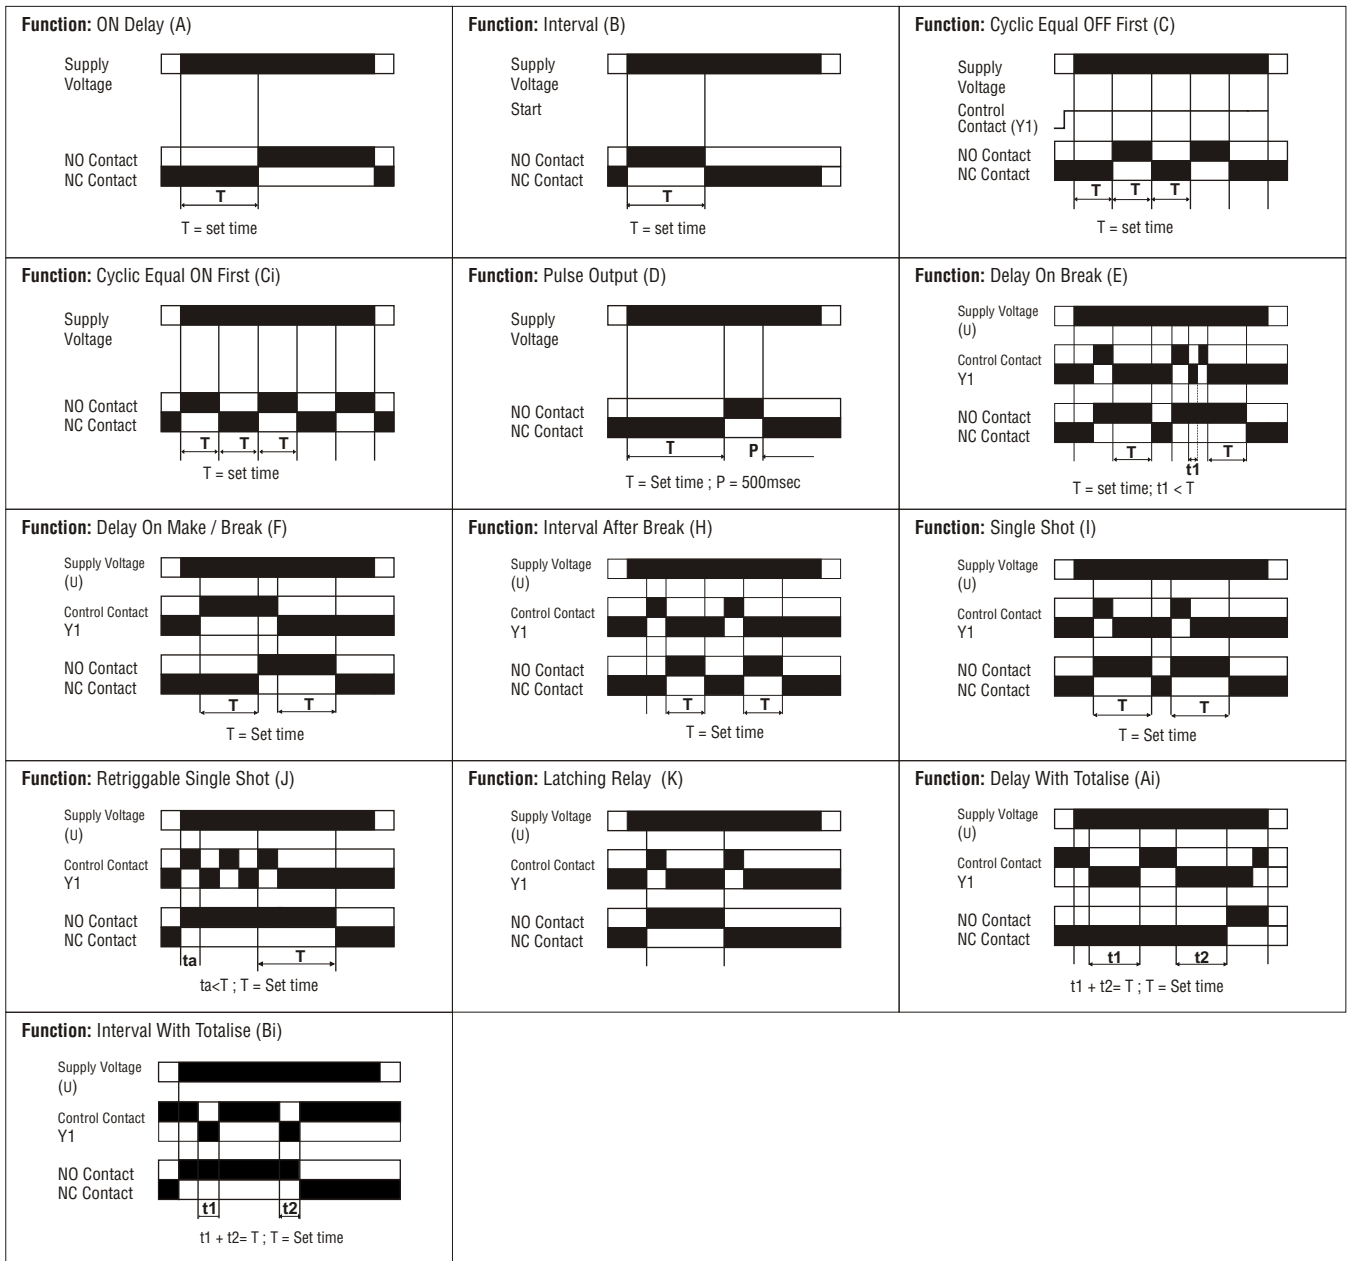 Function: ON Delay (A)
Supply
Voltage
NO Contact
NC Contact
T
T = set time
Function: Interval (B)
Supply
Voltage
Start
NO Contact
NC Contact
T
T = set time
Function: Cyclic Equal OFF First (C)
Supply
Voltage
Control
Contact (Y1)
NO Contact
NC Contact
T T T
T = set time
Function: Cyclic Equal ON First (Ci)
Supply
Voltage
NO Contact
NC Contact
T T T
T = set time
Function: Pulse Output (D)
Supply
Voltage
NO Contact
NC Contact
T P
T = Set time ; P = 500msec
Function: Delay On Break (E)
Supply Voltage
(U)
Control Contact
Y1
NO Contact
NC Contact
T t1 T
T = set time; t1 < T
Function: Delay On Make / Break (F)
Supply Voltage
(U)
Control Contact
Y1
NO Contact
NC Contact
T T
T = Set time
Function: Interval After Break (H)
Supply Voltage
(U)
Control Contact
Y1
NO Contact
NC Contact
T T
T = Set time
Function: Single Shot (I)
Supply Voltage
(U)
Control Contact
Y1
NO Contact
NC Contact
T T
T = Set time
Function: Retriggable Single Shot (J)
Supply Voltage
(U)
Control Contact
Y1
NO Contact
NC Contact
ta T
ta<T ; T = Set time
Function: Latching Relay (K)
Supply Voltage
(U)
Control Contact
Y1
NO Contact
NC Contact
Function: Delay With Totalise (Ai)
Supply Voltage
(U)
Control Contact
Y1
NO Contact
NC Contact
t1 t2
t1 + t2= T ; T = Set time
Function: Interval With Totalise (Bi)
Supply Voltage
(U)
Control Contact
Y1
NO Contact
NC Contact
t1 t2
t1 + t2= T ; T = Set time